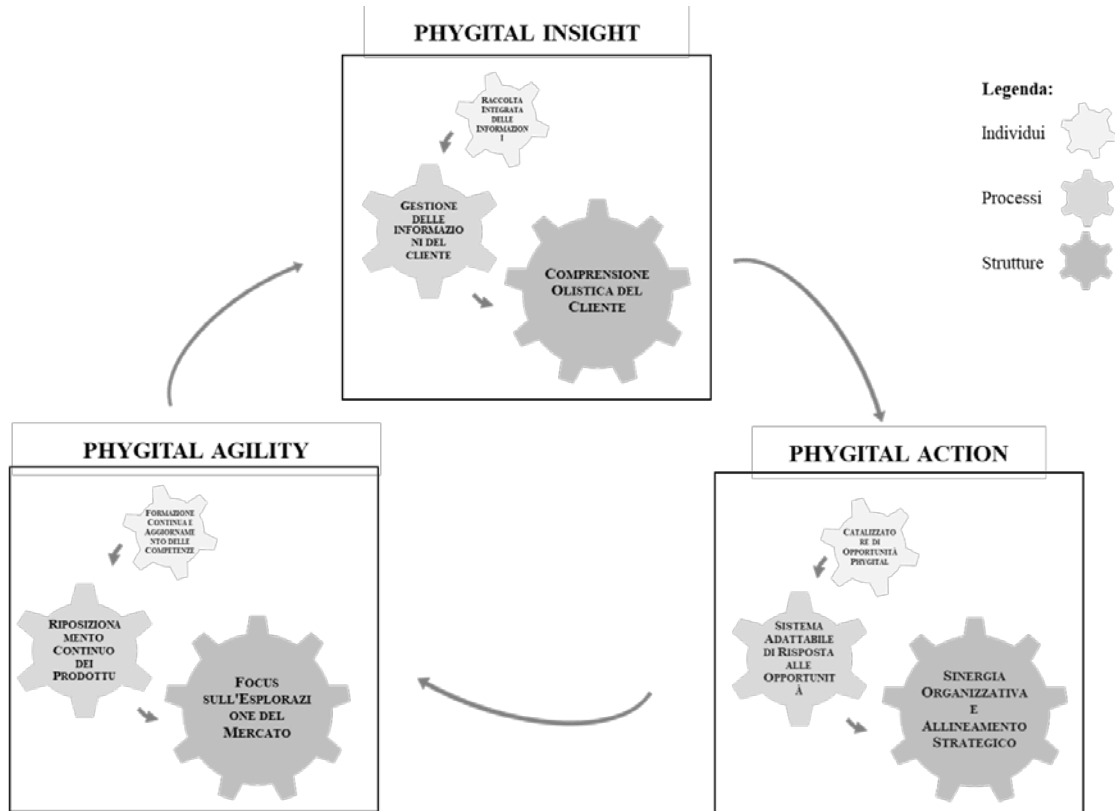 PHYGITAL INSIGHT
RACCOLTA
INTEGRATA
DELLE
INFORMAZION
I
GESTIONE
DELLE
INFORMAZIO
NI DEL
CLIENTE
COMPRENSIONE
OLISTICA DEL
CLIENTE
Legenda:
Individui
Processi
Strutture
PHYGITAL AGILITY
FORMAZIONE
CONTINUA E
AGGIORNAME
NTO DELLE
COMPETENZE
RIPOSIZIONA
MENTO
CONTINUO
DEI
PRODOTTU
FOCUS
SULL'ESPLORAZI
ONE DEL
MERCATO
PHYGITAL ACTION
CATALIZZATO
RE DI
OPPORTUNITÀ
PHYGITAL
SISTEMA
ADATTABILE
DI RISPOSTA
ALLE
OPPORTUNIT
À
SINERGIA
ORGANIZZATIVA
E
ALLINEAMENTO
STRATEGICO